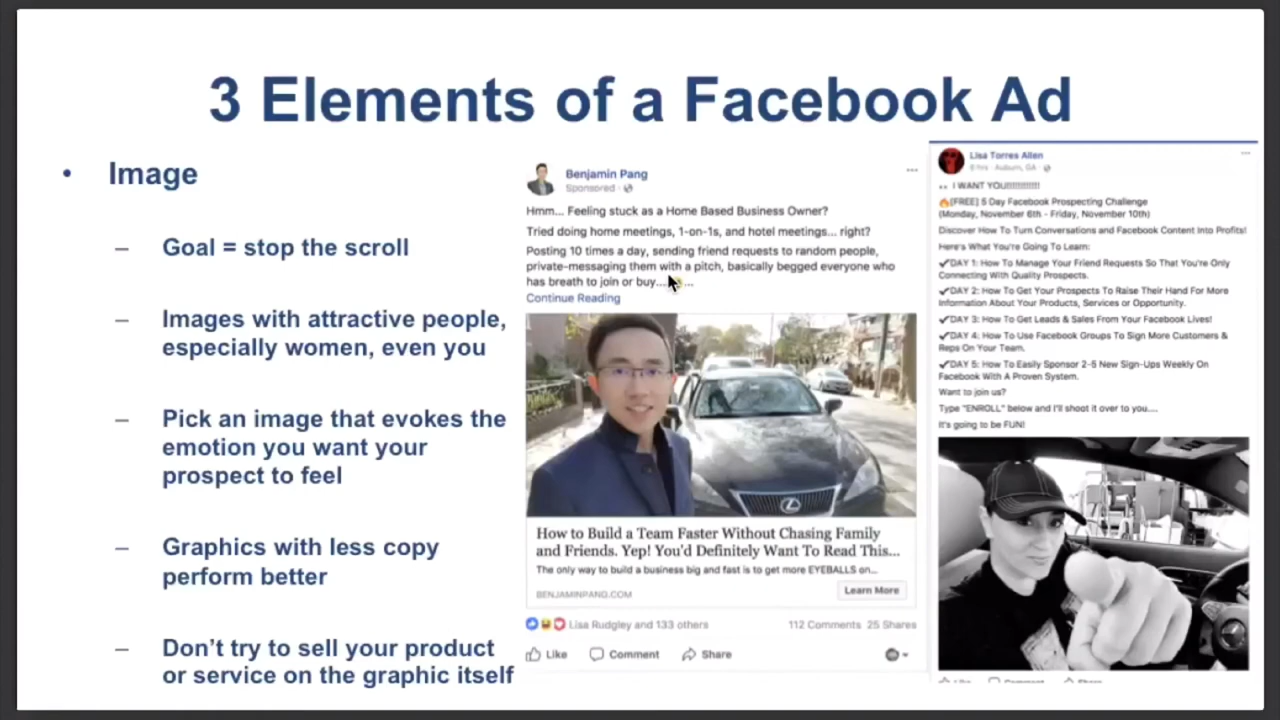 3 Elements of a Facebook Ad
• Image
– Goal = stop the scroll
– Images with attractive people,
especially women, even you
– Pick an image that evokes the
emotion you want your
prospect to feel
– Graphics with less copy
perform better
– Don't try to sell your product
or service on the graphic itself
Benjamin Pang
Sponsored ·
Hmm... Feeling stuck as a Home Based Business Owner?
Tried doing home meetings, 1-on-1s, and hotel meetings... right?
Posting 10 times a day, sending friend requests to random people,
private-messaging them with a pitch, basically begged everyone who
has breath to join or buy...
Continue Reading
How to Build a Team Faster Without Chasing Family
and Friends. Yep! You'd Definitely Want To Read This...
The only way to build a business big and fast is to get more EYEBALLS on...
BENJAMINPANG.COM
Learn More
Lisa Rudgley and 133 others
112 Comments 25 Shares
Like Comment Share
Lisa Torres Allen
8 hrs · Auburn, GA ·
I WANT YOU!!!!!!!!!!!!!
🔥[FREE] 5 Day Facebook Prospecting Challenge
(Monday, November 6th - Friday, November 10th)
Discover How To Turn Conversations and Facebook Content Into Profits!
Here's What You're Going To Learn:
✔DAY 1: How To Manage Your Friend Requests So That You're Only
Connecting With Quality Prospects.
✔DAY 2: How To Get Your Prospects To Raise Their Hand For More
Information About Your Products, Services or Opportunity.
✔DAY 3: How To Get Leads & Sales From Your Facebook Lives!
✔DAY 4: How To Use Facebook Groups To Sign More Customers &
Reps On Your Team.
✔DAY 5: How To Easily Sponsor 2-5 New Sign-Ups Weekly On
Facebook With A Proven System.
Want to join us?
Type "ENROLL" below and I'll shoot it over to you....
It's going to be FUN!